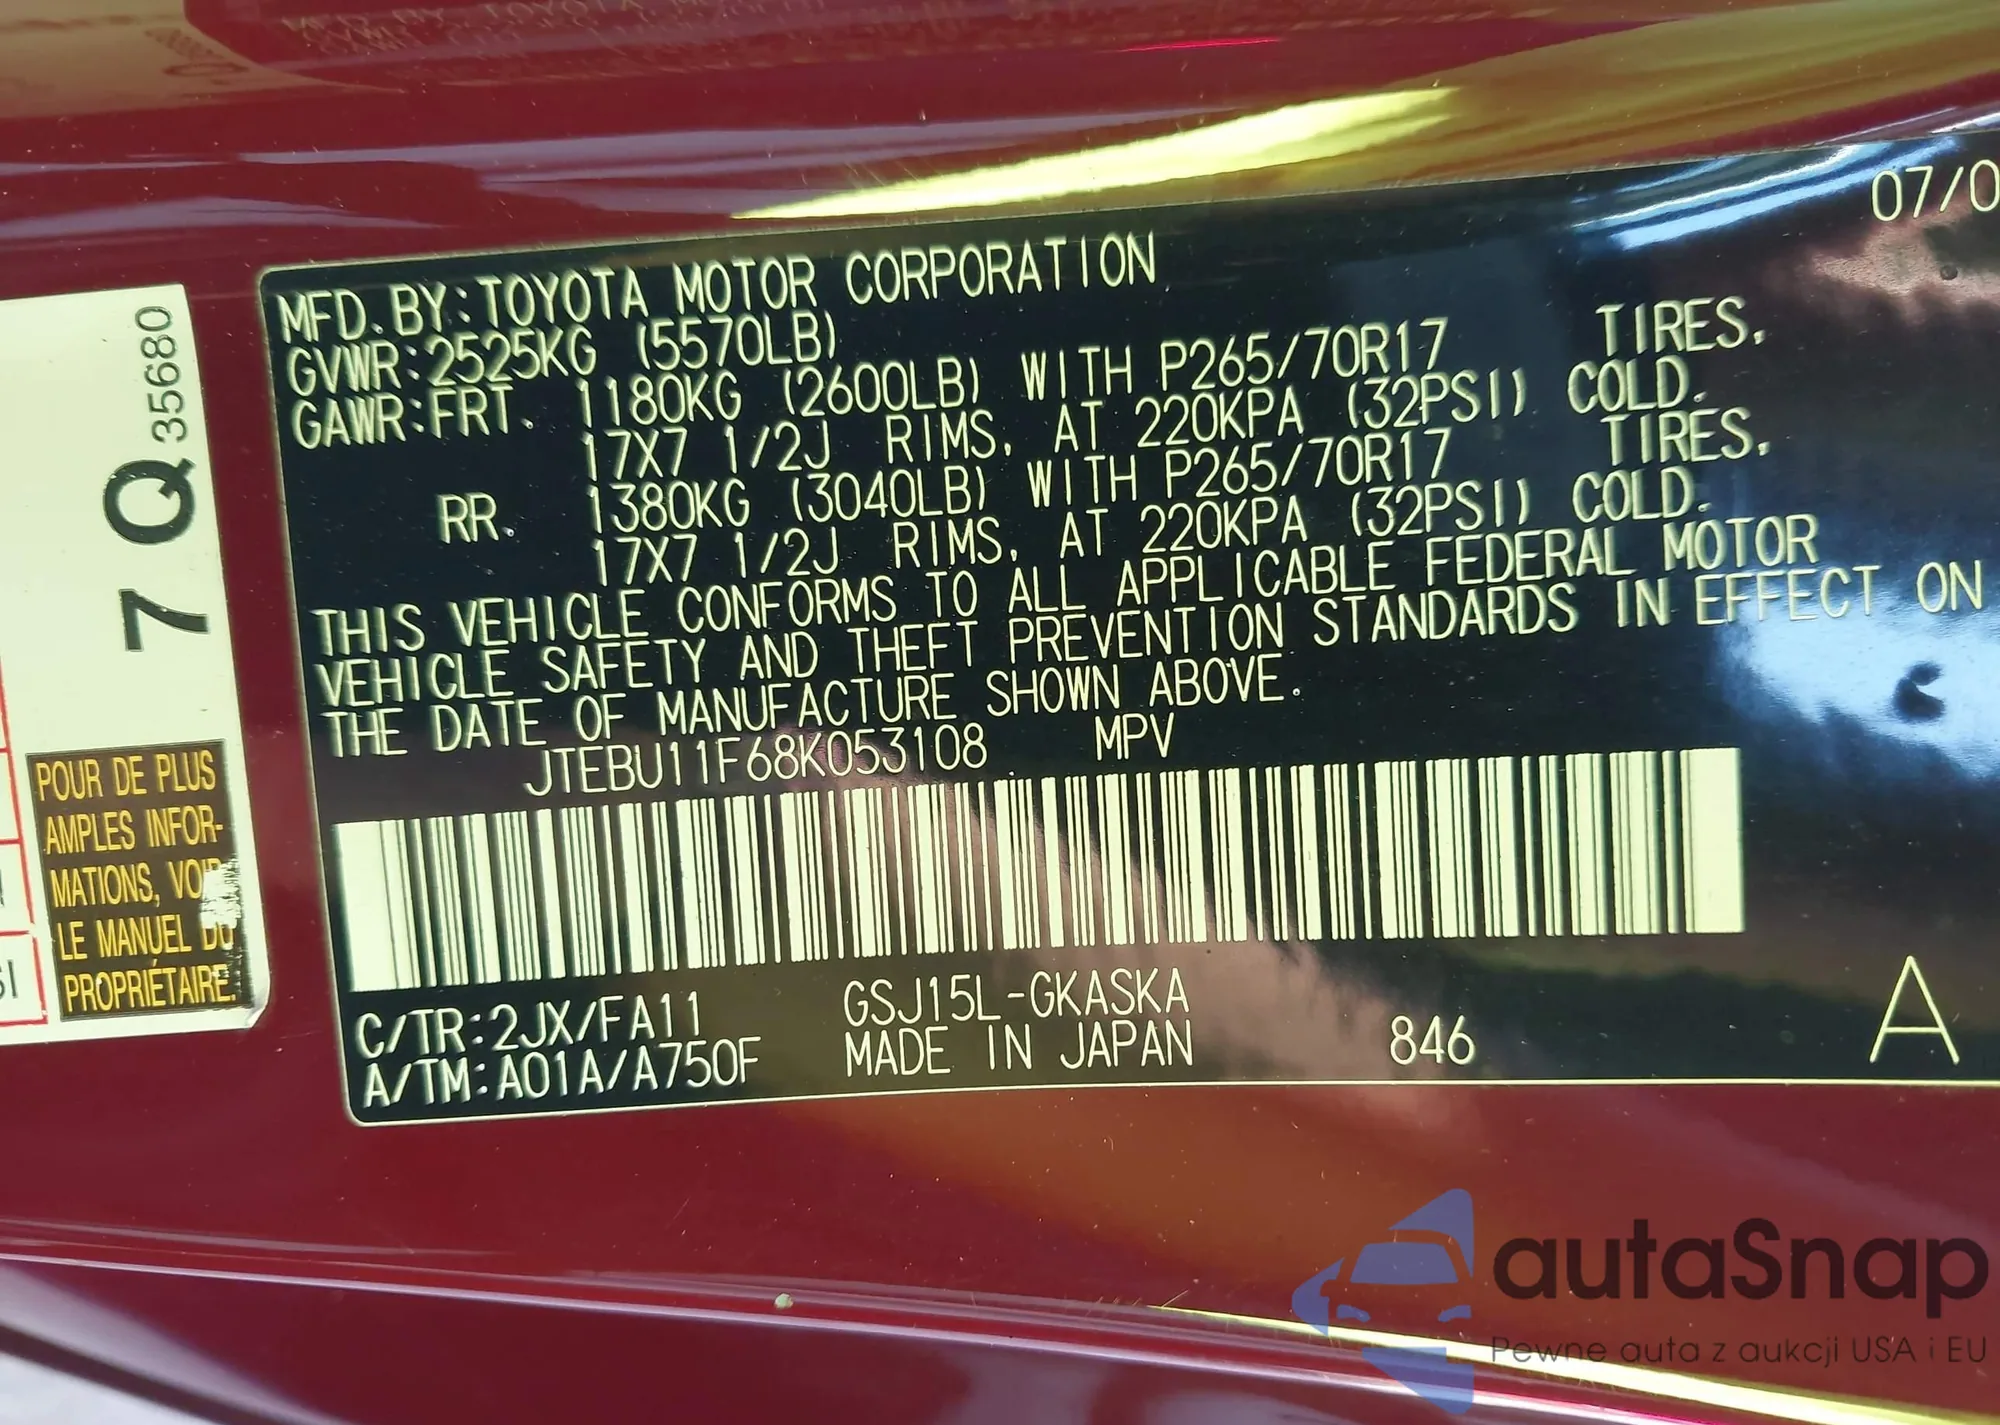 07/0
MFD. BY:TOYOTA MOTOR CORPORATION
GVWR:2525KG (5570LB)
GAWR:FRT. 1180KG (2600LB) WITH P265/70R17 TIRES,
17X7 1/2J RIMS, AT 220KPA (32PSI) COLD.
RR. 1380KG (3040LB) WITH P265/70R17 TIRES,
17X7 1/2J RIMS, AT 220KPA (32PSI) COLD.
THIS VEHICLE CONFORMS TO ALL APPLICABLE FEDERAL MOTOR
VEHICLE SAFETY AND THEFT PREVENTION STANDARDS IN EFFECT ON
THE DATE OF MANUFACTURE SHOWN ABOVE.
JTEBU11F68K053108 MPV
C/TR:2JX/FA11 GSJ15L-GKASKA
A/TM:A01A/A750F MADE IN JAPAN 846 A
7 Q 35680
POUR DE PLUS
AMPLES INFOR-
MATIONS, VOIR
LE MANUEL DU
PROPRIÉTAIRE.
autaSnap
Pewne auta z aukcji USA i EU